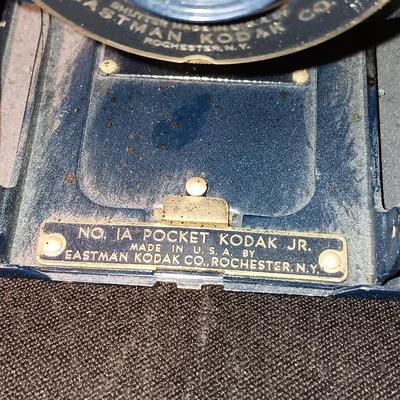 EASTMAN KODAK CO.
ROCHESTER, N.Y.
NO. 1A POCKET KODAK JR.
MADE IN U.S.A. BY
EASTMAN KODAK CO., ROCHESTER, N.Y.